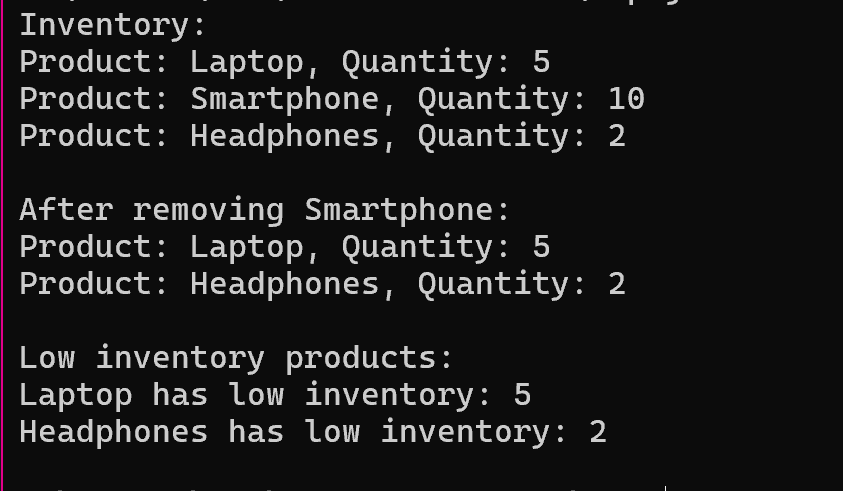 Inventory:
Product: Laptop, Quantity: 5
Product: Smartphone, Quantity: 10
Product: Headphones, Quantity: 2
After removing Smartphone:
Product: Laptop, Quantity: 5
Product: Headphones, Quantity: 2
Low inventory products:
Laptop has low inventory: 5
Headphones has low inventory: 2